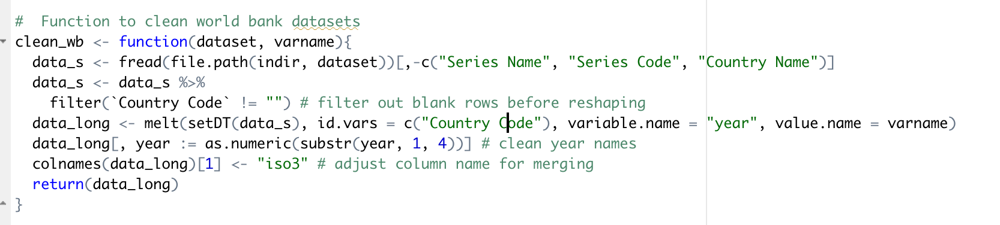 #  Function to clean world bank datasets
clean_wb <- function(dataset, varname){
  data_s <- fread(file.path(indir, dataset))[,-c("Series Name", "Series Code", "Country Name")]
  data_s <- data_s %>%
    filter(`Country Code` != "") # filter out blank rows before reshaping
  data_long <- melt(setDT(data_s), id.vars = c("Country Code"), variable.name = "year", value.name = varname)
  data_long[, year := as.numeric(substr(year, 1, 4))] # clean year names
  colnames(data_long)[1] <- "iso3" # adjust column name for merging
  return(data_long)
}